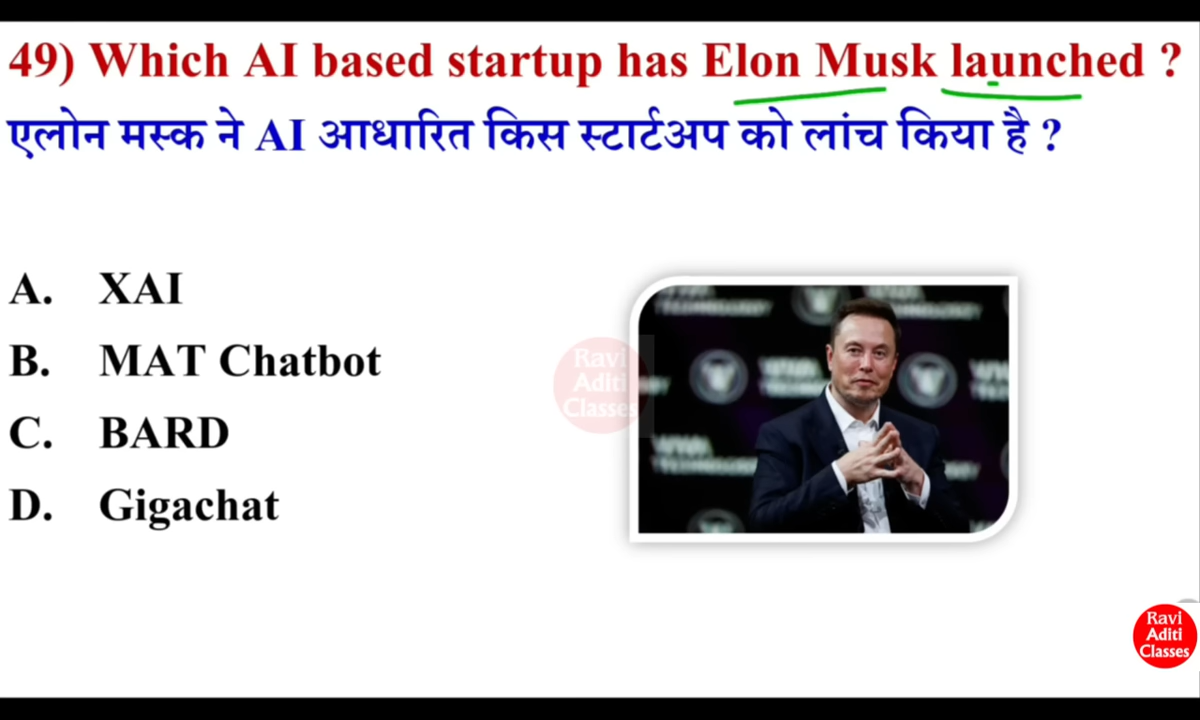 49) Which AI based startup has Elon Musk launched ?
एलोन मस्क ने AI आधारित किस स्टार्टअप को लांच किया है ?
A. XAI
B. MAT Chatbot
C. BARD
D. Gigachat
Ravi
Aditi
Classes
Ravi
Aditi
Classes